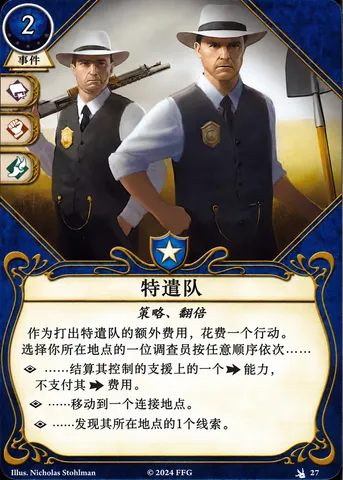 2
事件
特遣队
策略、翻倍
作为打出特遣队的额外费用，花费一个行动。
选择你所在地点的一位调查员按任意顺序依次……
……结算其控制的支援上的一个能力，
不支付其费用。
……移动到一个连接地点。
……发现其所在地点的1个线索。
Illus. Nicholas Stohlman © 2024 FFG 27